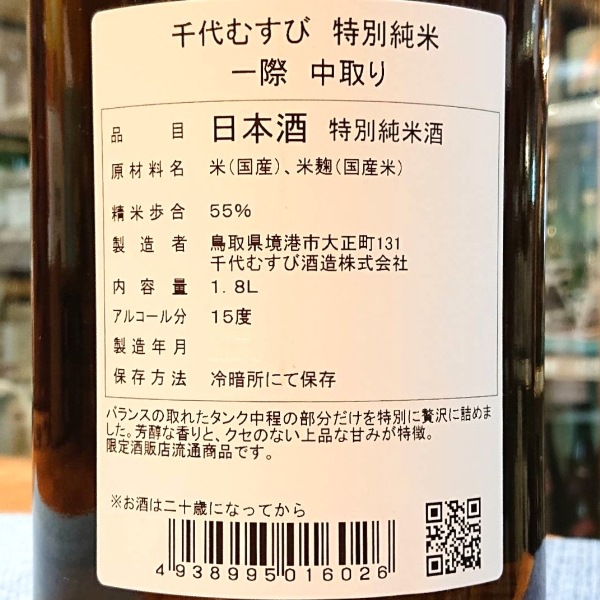 千代むすび 特別純米
一際 中取り
品目 日本酒 特別純米酒
原材料名 米(国産)、米麹(国産米)
精米歩合 55%
製造者 鳥取県境港市大正町131
千代むすび酒造株式会社
内容量 1.8L
アルコール分 15度
製造年月
保存方法 冷暗所にて保存
バランスの取れたタンク中程の部分だけを特別に贅沢に詰めま
した。芳醇な香りと、クセのない上品な甘みが特徴。
限定酒販店流通商品です。
※お酒は二十歳になってから
4938995016026